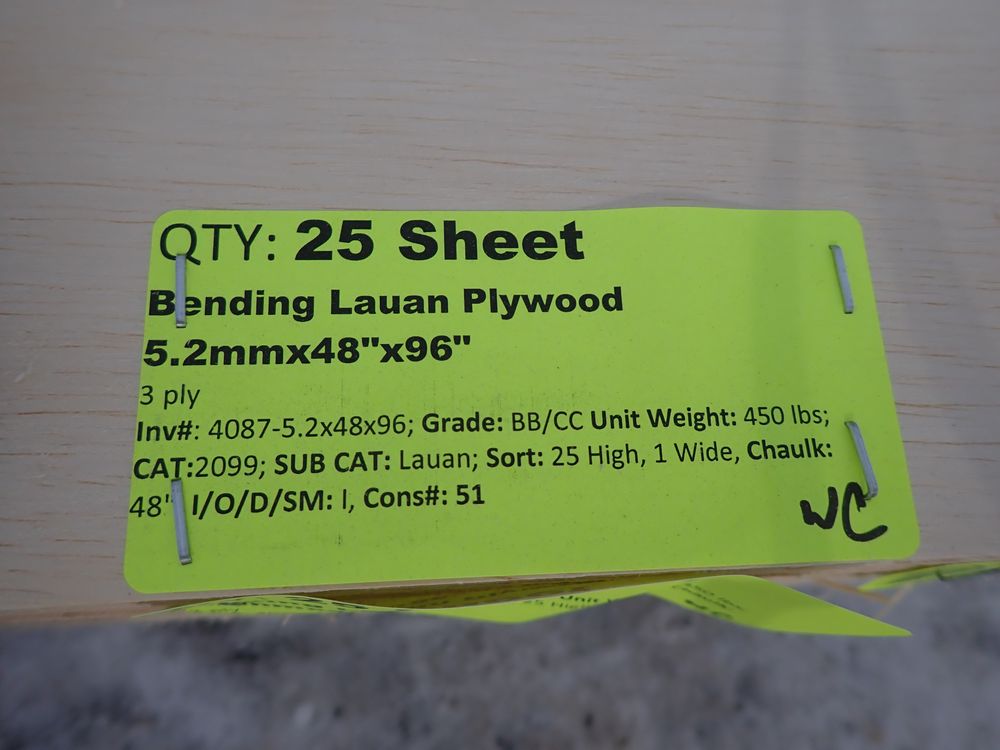 QTY: 25 Sheet
Bending Lauan Plywood
5.2mmx48"x96"
3 ply
Inv#: 4087-5.2x48x96; Grade: BB/CC Unit Weight: 450 lbs;
CAT:2099; SUB CAT: Lauan; Sort: 25 High, 1 Wide, Chaulk:
48" I/O/D/SM: I, Cons#: 51
WC